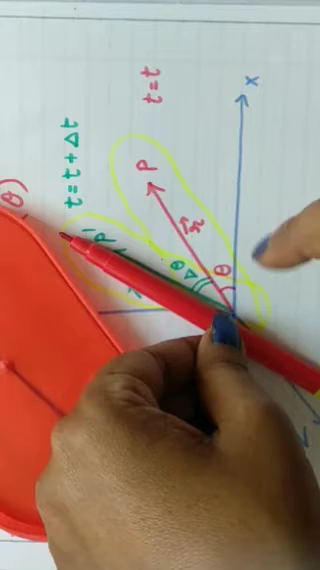 t = t + Δt
t = t
P'
P
r
Δθ
θ
x
θ)